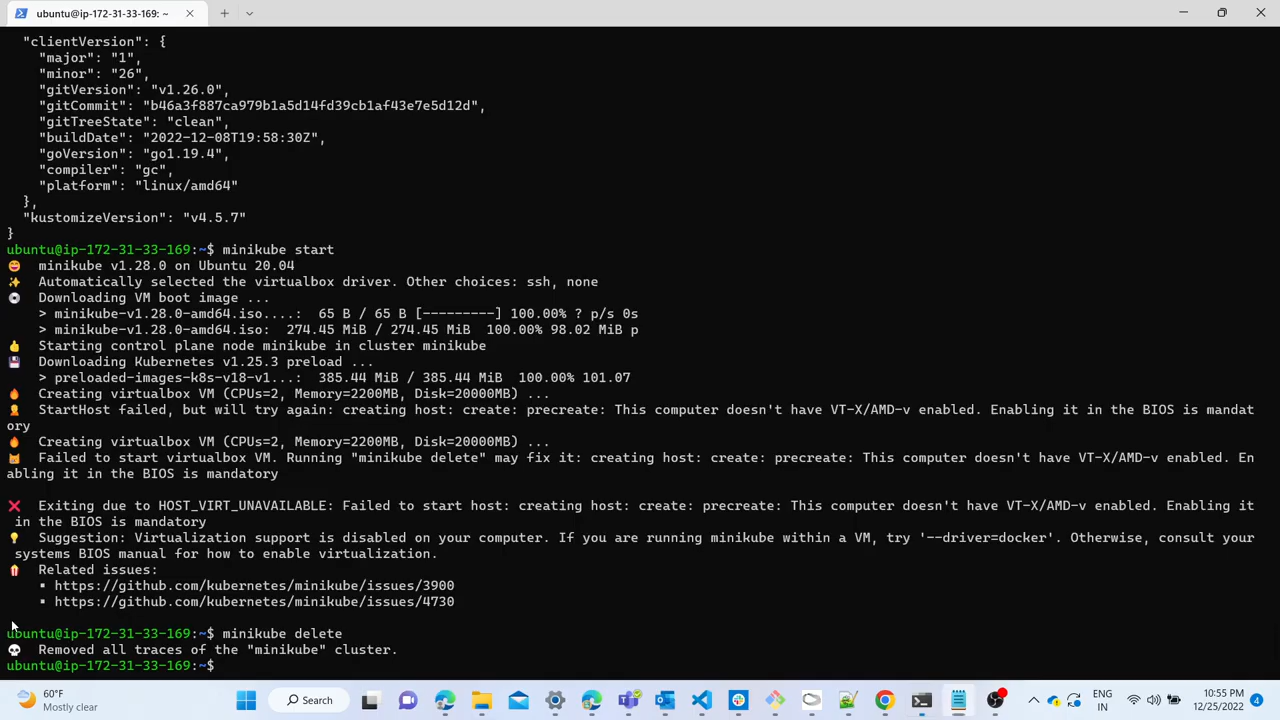 ubuntu@ip-172-31-33-169: ~
"clientVersion": {
"major": "1",
"minor": "26",
"gitVersion": "v1.26.0",
"gitCommit": "b46a3f887ca979b1a5d14fd39cb1af43e7e5d12d",
"gitTreeState": "clean",
"buildDate": "2022-12-08T19:58:30Z",
"goVersion": "go1.19.4",
"compiler": "gc",
"platform": "linux/amd64"
},
"kustomizeVersion": "v4.5.7"
}
ubuntu@ip-172-31-33-169:~$ minikube start
minikube v1.28.0 on Ubuntu 20.04
Automatically selected the virtualbox driver. Other choices: ssh, none
Downloading VM boot image ...
> minikube-v1.28.0-amd64.iso....: 65 B / 65 B [---------] 100.00% ? p/s 0s
> minikube-v1.28.0-amd64.iso: 274.45 MiB / 274.45 MiB 100.00% 98.02 MiB p
Starting control plane node minikube in cluster minikube
Downloading Kubernetes v1.25.3 preload ...
> preloaded-images-k8s-v18-v1...: 385.44 MiB / 385.44 MiB 100.00% 101.07
Creating virtualbox VM (CPUs=2, Memory=2200MB, Disk=20000MB) ...
StartHost failed, but will try again: creating host: create: precreate: This computer doesn't have VT-X/AMD-v enabled. Enabling it in the BIOS is mandat
ory
Creating virtualbox VM (CPUs=2, Memory=2200MB, Disk=20000MB) ...
Failed to start virtualbox VM. Running "minikube delete" may fix it: creating host: create: precreate: This computer doesn't have VT-X/AMD-v enabled. En
abling it in the BIOS is mandatory
Exiting due to HOST_VIRT_UNAVAILABLE: Failed to start host: creating host: create: precreate: This computer doesn't have VT-X/AMD-v enabled. Enabling it
in the BIOS is mandatory
Suggestion: Virtualization support is disabled on your computer. If you are running minikube within a VM, try '--driver=docker'. Otherwise, consult your
systems BIOS manual for how to enable virtualization.
Related issues:
▪ https://github.com/kubernetes/minikube/issues/3900
▪ https://github.com/kubernetes/minikube/issues/4730
ubuntu@ip-172-31-33-169:~$ minikube delete
Removed all traces of the "minikube" cluster.
ubuntu@ip-172-31-33-169:~$
60°F
Mostly clear
Search
ENG
IN
10:55 PM
12/25/2022
4